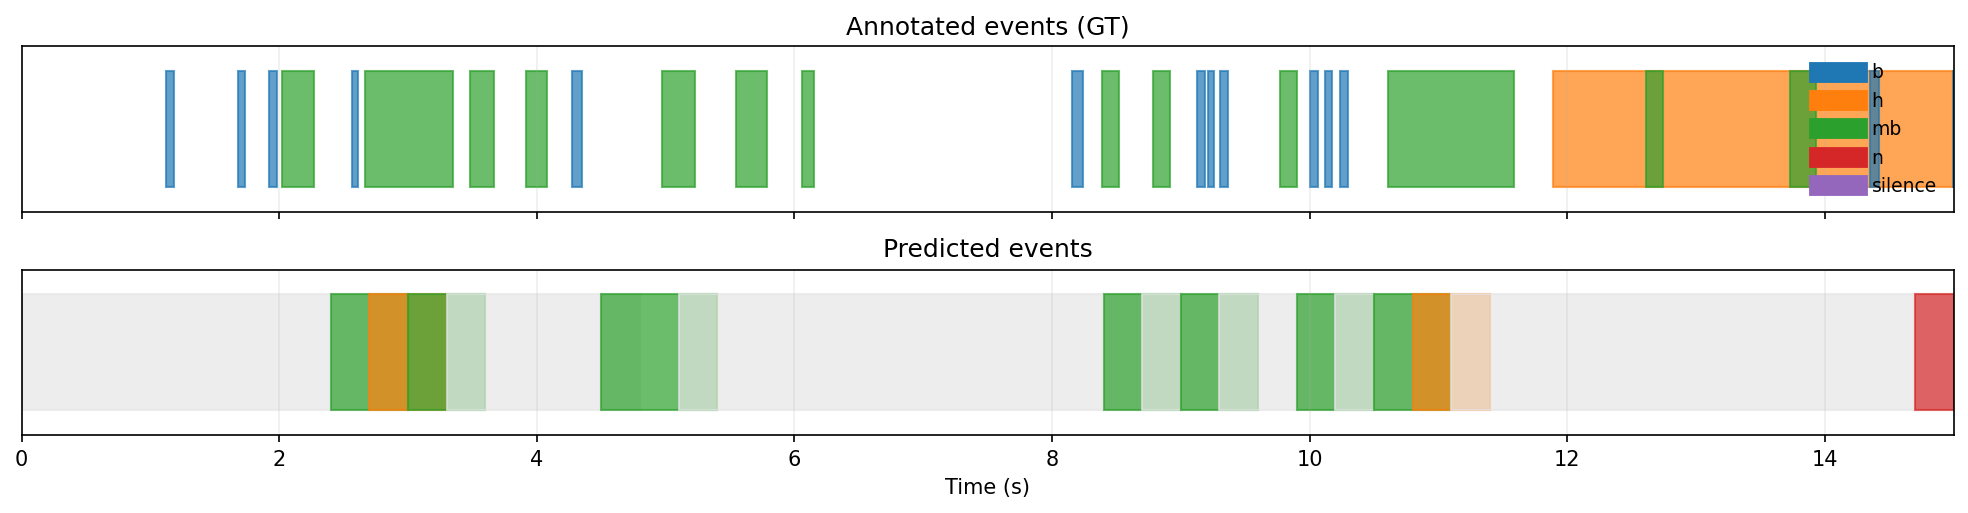 Annotated events (GT)
b
h
mb
n
silence
Predicted events
0 2 4 6 8 10 12 14
Time (s)